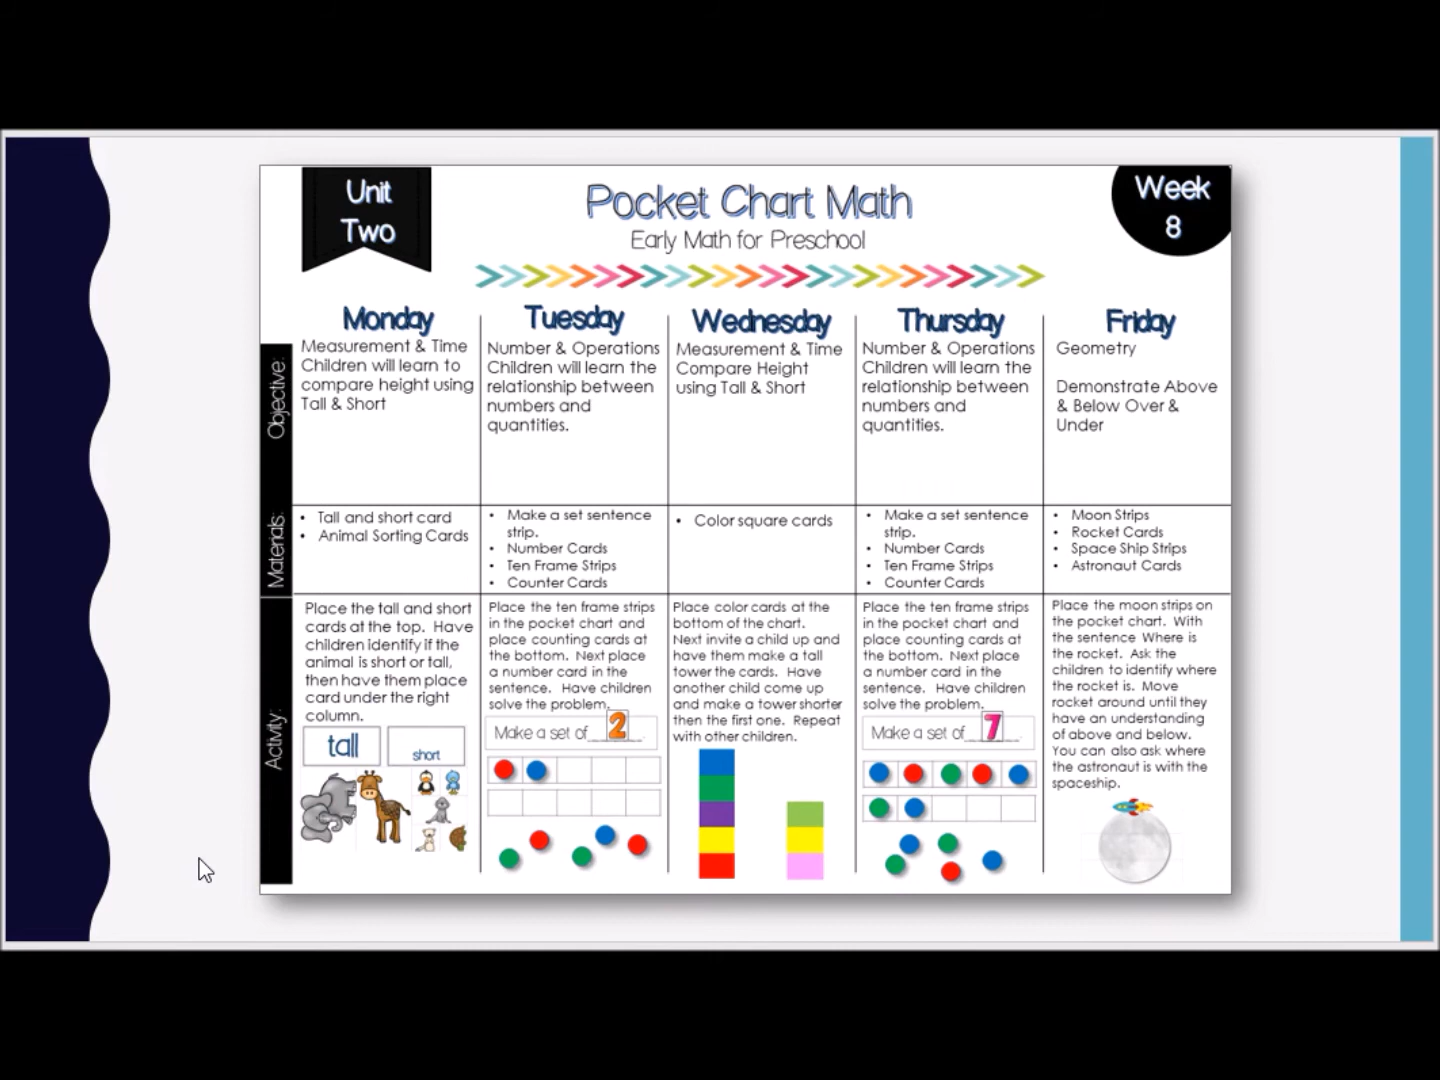 Unit
Two
Pocket Chart Math
Early Math for Preschool
Week
8
Monday
Tuesday
Wednesday
Thursday
Friday
Objective:
Measurement & Time
Children will learn to
compare height using
Tall & Short
Number & Operations
Children will learn the
relationship between
numbers and
quantities.
Measurement & Time
Compare Height
using Tall & Short
Number & Operations
Children will learn the
relationship between
numbers and
quantities.
Geometry
Demonstrate Above
& Below Over &
Under
Materials:
• Tall and short card
• Animal Sorting Cards
• Make a set sentence
strip.
• Number Cards
• Ten Frame Strips
• Counter Cards
• Color square cards
• Make a set sentence
strip.
• Number Cards
• Ten Frame Strips
• Counter Cards
• Moon Strips
• Rocket Cards
• Space Ship Strips
• Astronaut Cards
Activity:
Place the tall and short
cards at the top. Have
children identify if the
animal is short or tall,
then have them place
card under the right
column.
tall
short
Place the ten frame strips
in the pocket chart and
place counting cards at
the bottom. Next place
a number card in the
sentence. Have children
solve the problem.
Make a set of 2.
Place color cards at the
bottom of the chart.
Next invite a child up and
have them make a tall
tower the cards. Have
another child come up
and make a tower shorter
then the first one. Repeat
with other children.
Place the ten frame strips
in the pocket chart and
place counting cards at
the bottom. Next place
a number card in the
sentence. Have children
solve the problem.
Make a set of 7.
Place the moon strips on
the pocket chart. With
the sentence Where is
the rocket. Ask the
children to identify where
the rocket is. Move
rocket around until they
have an understanding
of above and below.
You can also ask where
the astronaut is with the
spaceship.